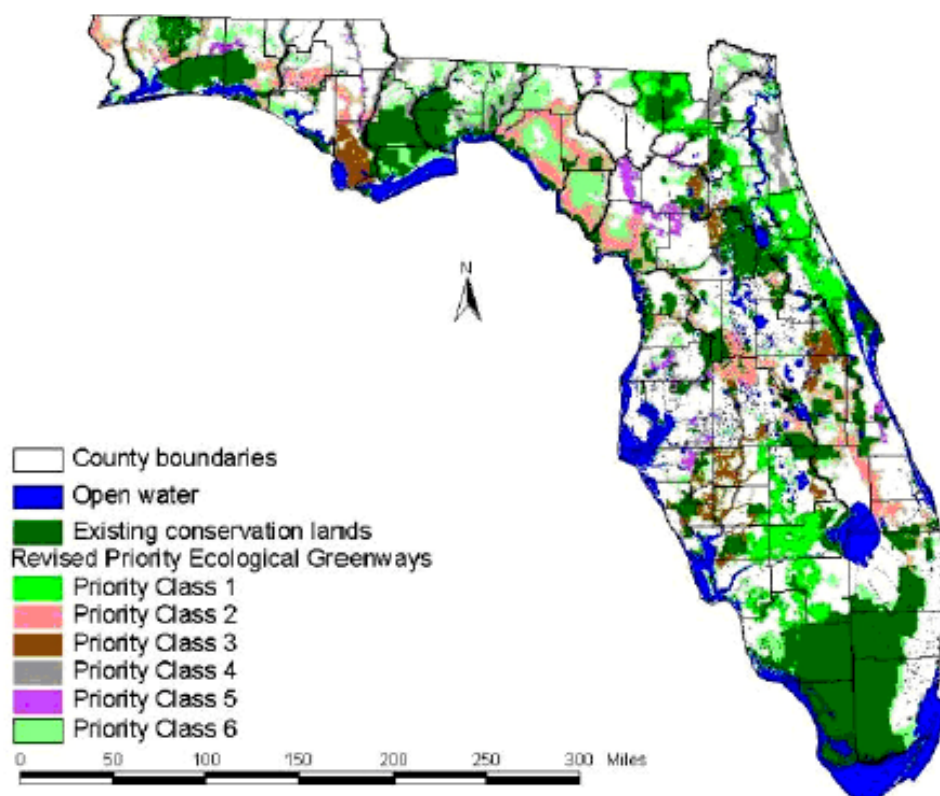 N
County boundaries
Open water
Existing conservation lands
Revised Priority Ecological Greenways
Priority Class 1
Priority Class 2
Priority Class 3
Priority Class 4
Priority Class 5
Priority Class 6
0 50 100 150 200 250 300 Miles